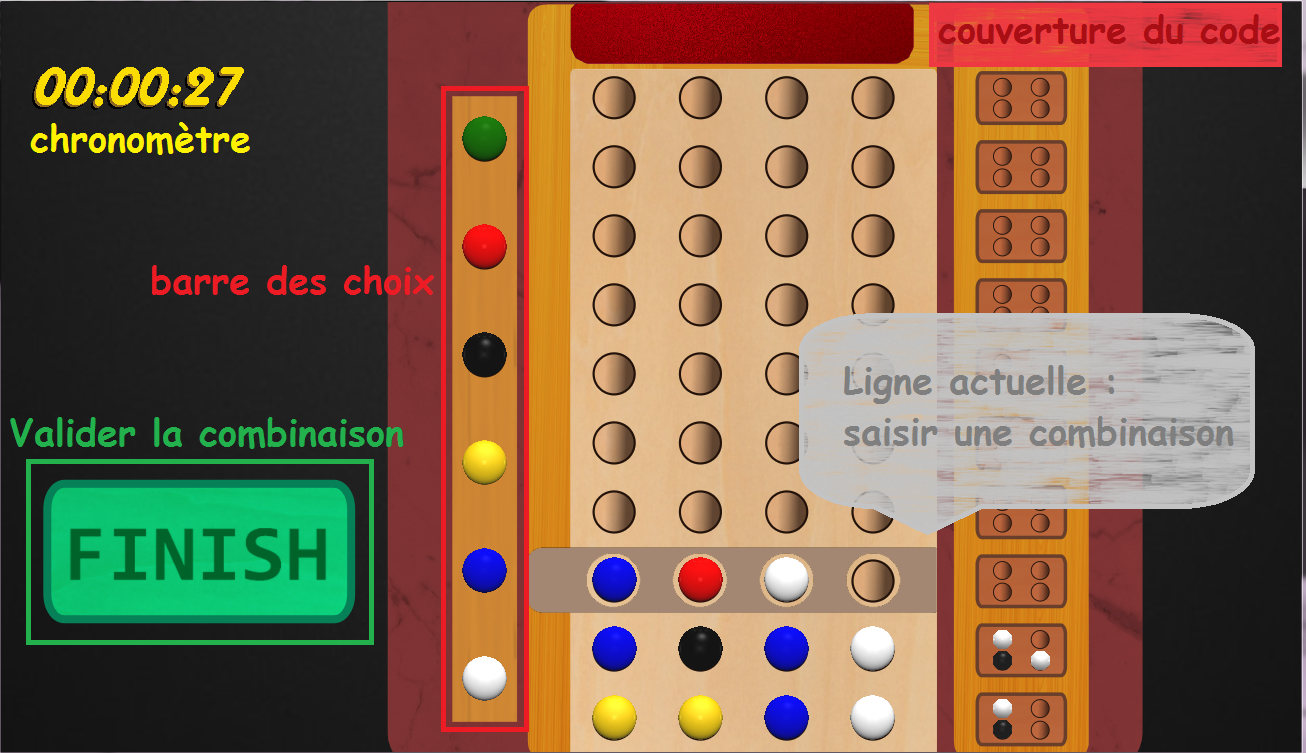 couverture du code
00:00:27
chronomètre
barre des choix
Ligne actuelle :
saisir une combinaison
Valider la combinaison
FINISH